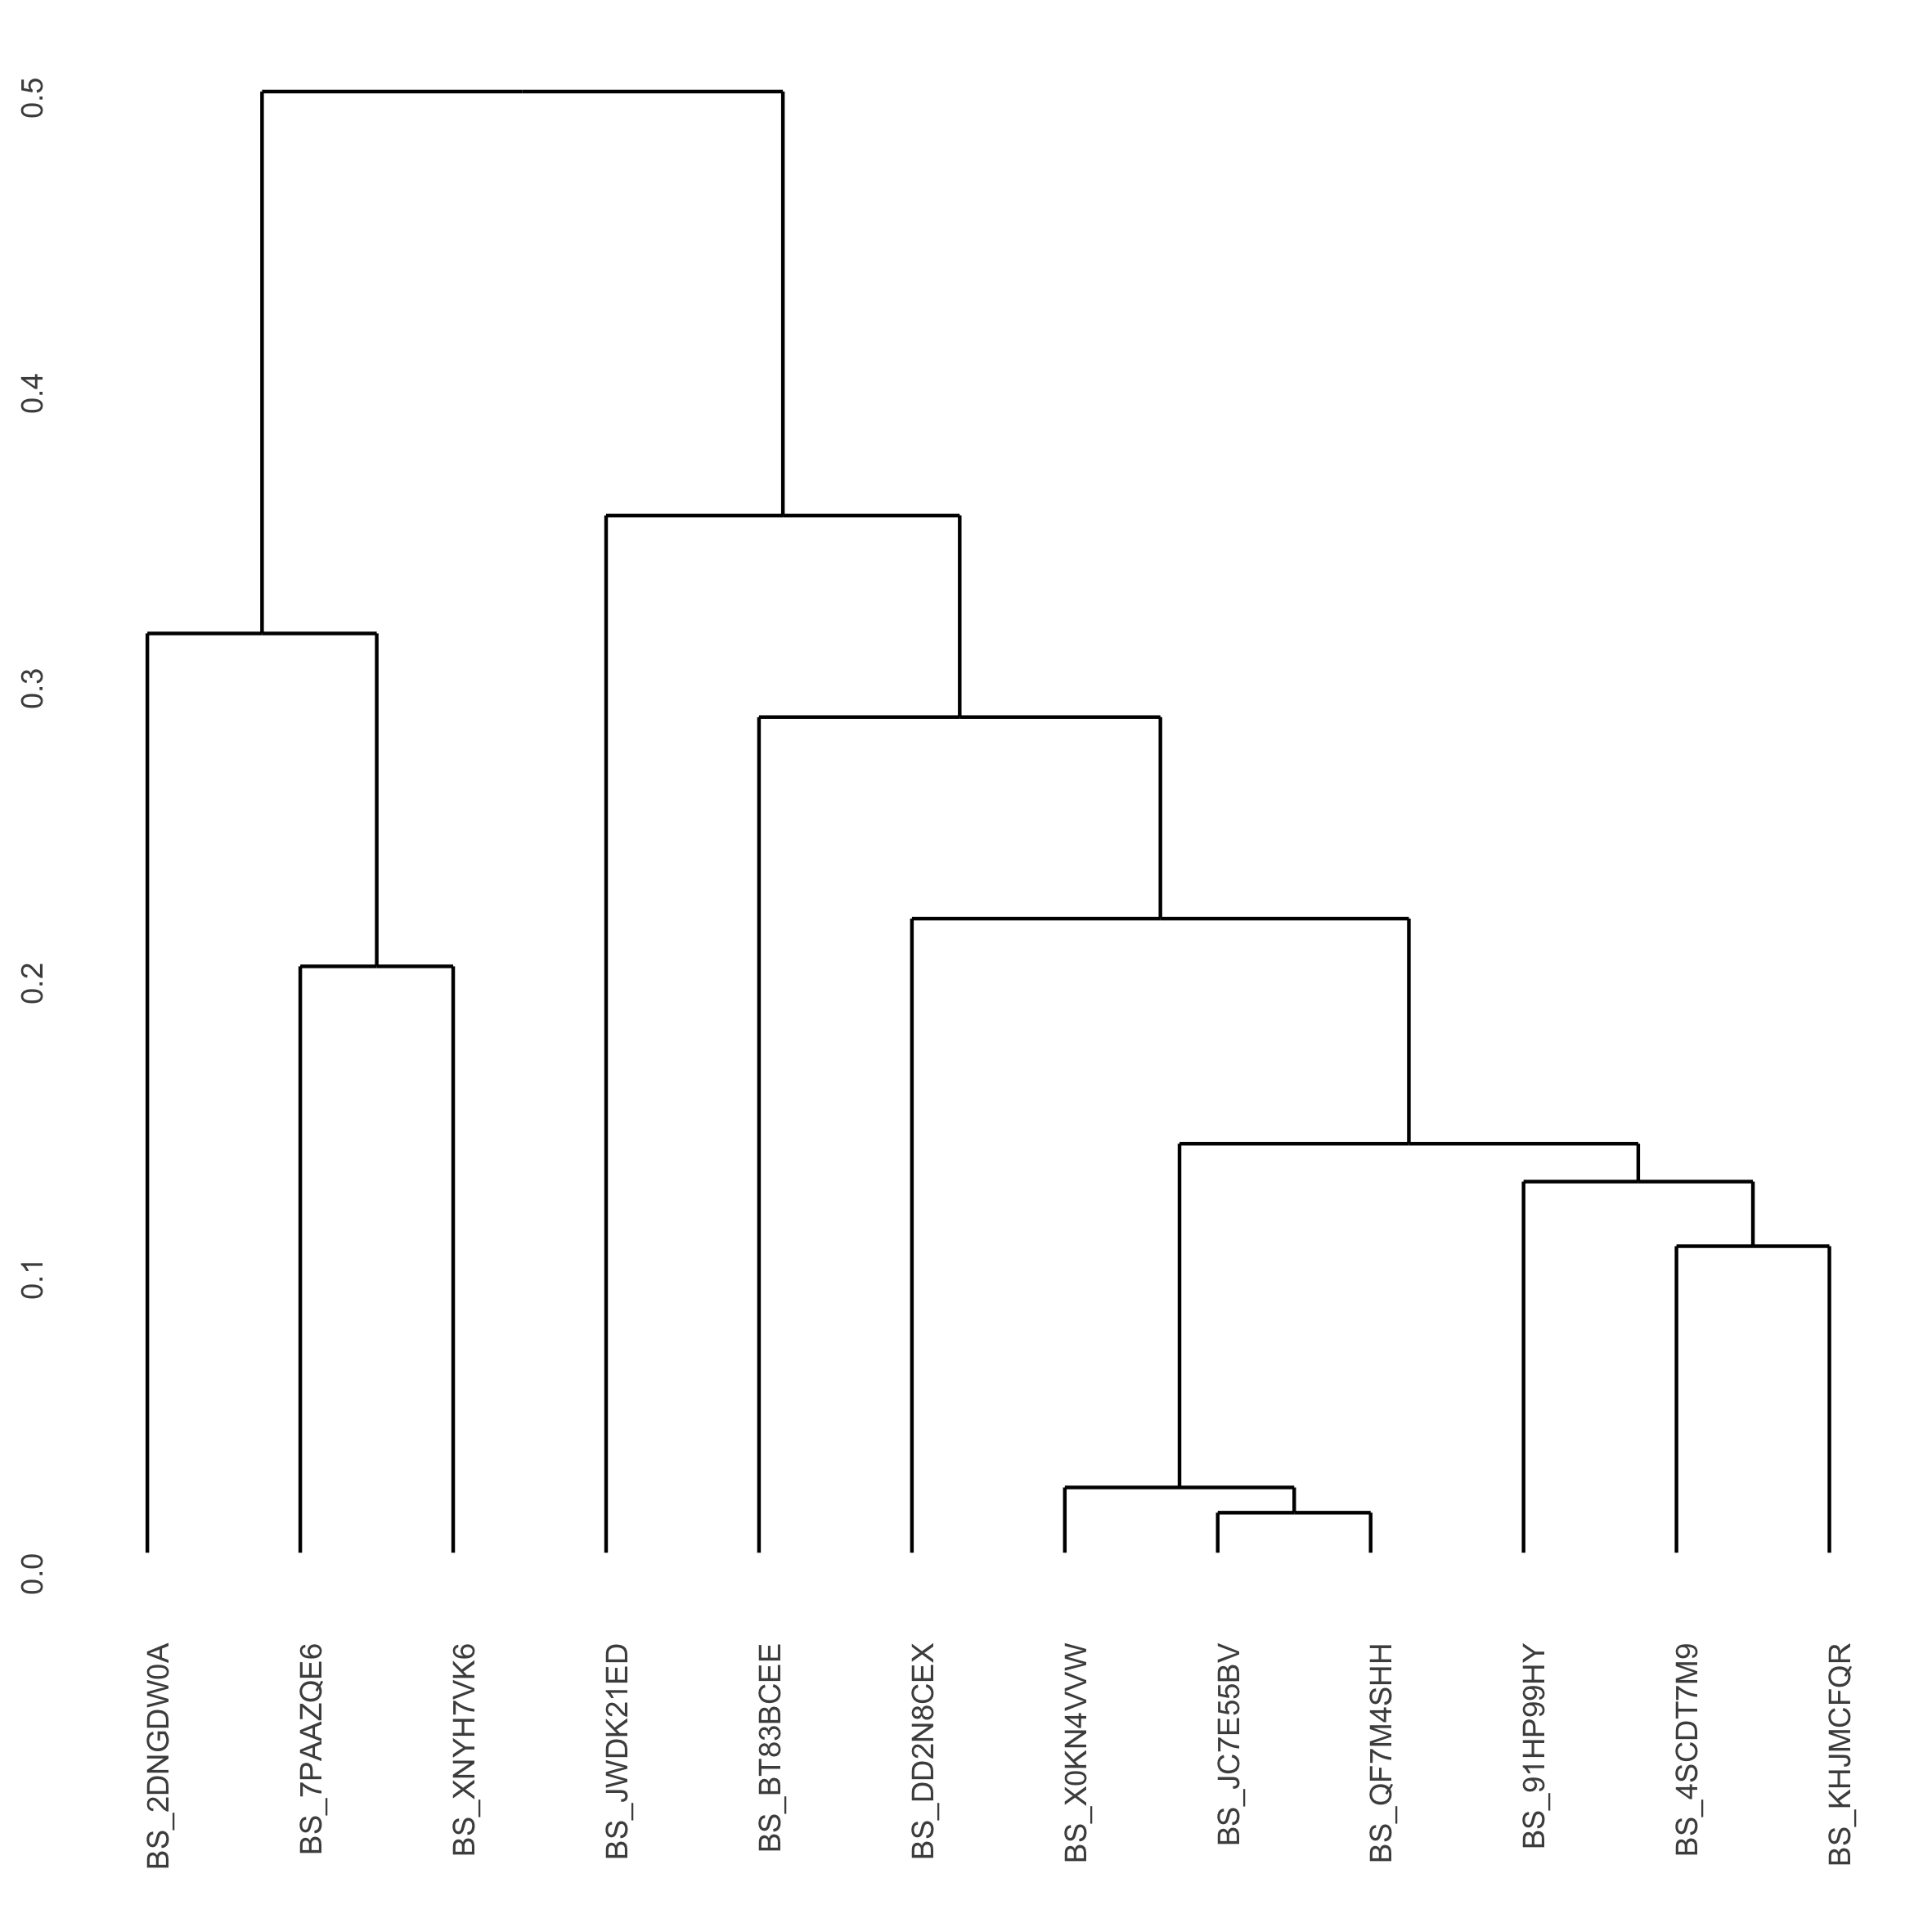 0.5
0.4
0.3
0.2
0.1
0.0
BS_2DNGDW0A
BS_7PAAZQE6
BS_XNYH7VK6
BS_JWDK21ED
BS_BT83BCEE
BS_DD2N8CEX
BS_X0KN4VVW
BS_JC7E55BV
BS_QF7M4SHH
BS_91HP99HY
BS_4SCDT7M9
BS_KHJMCFQR